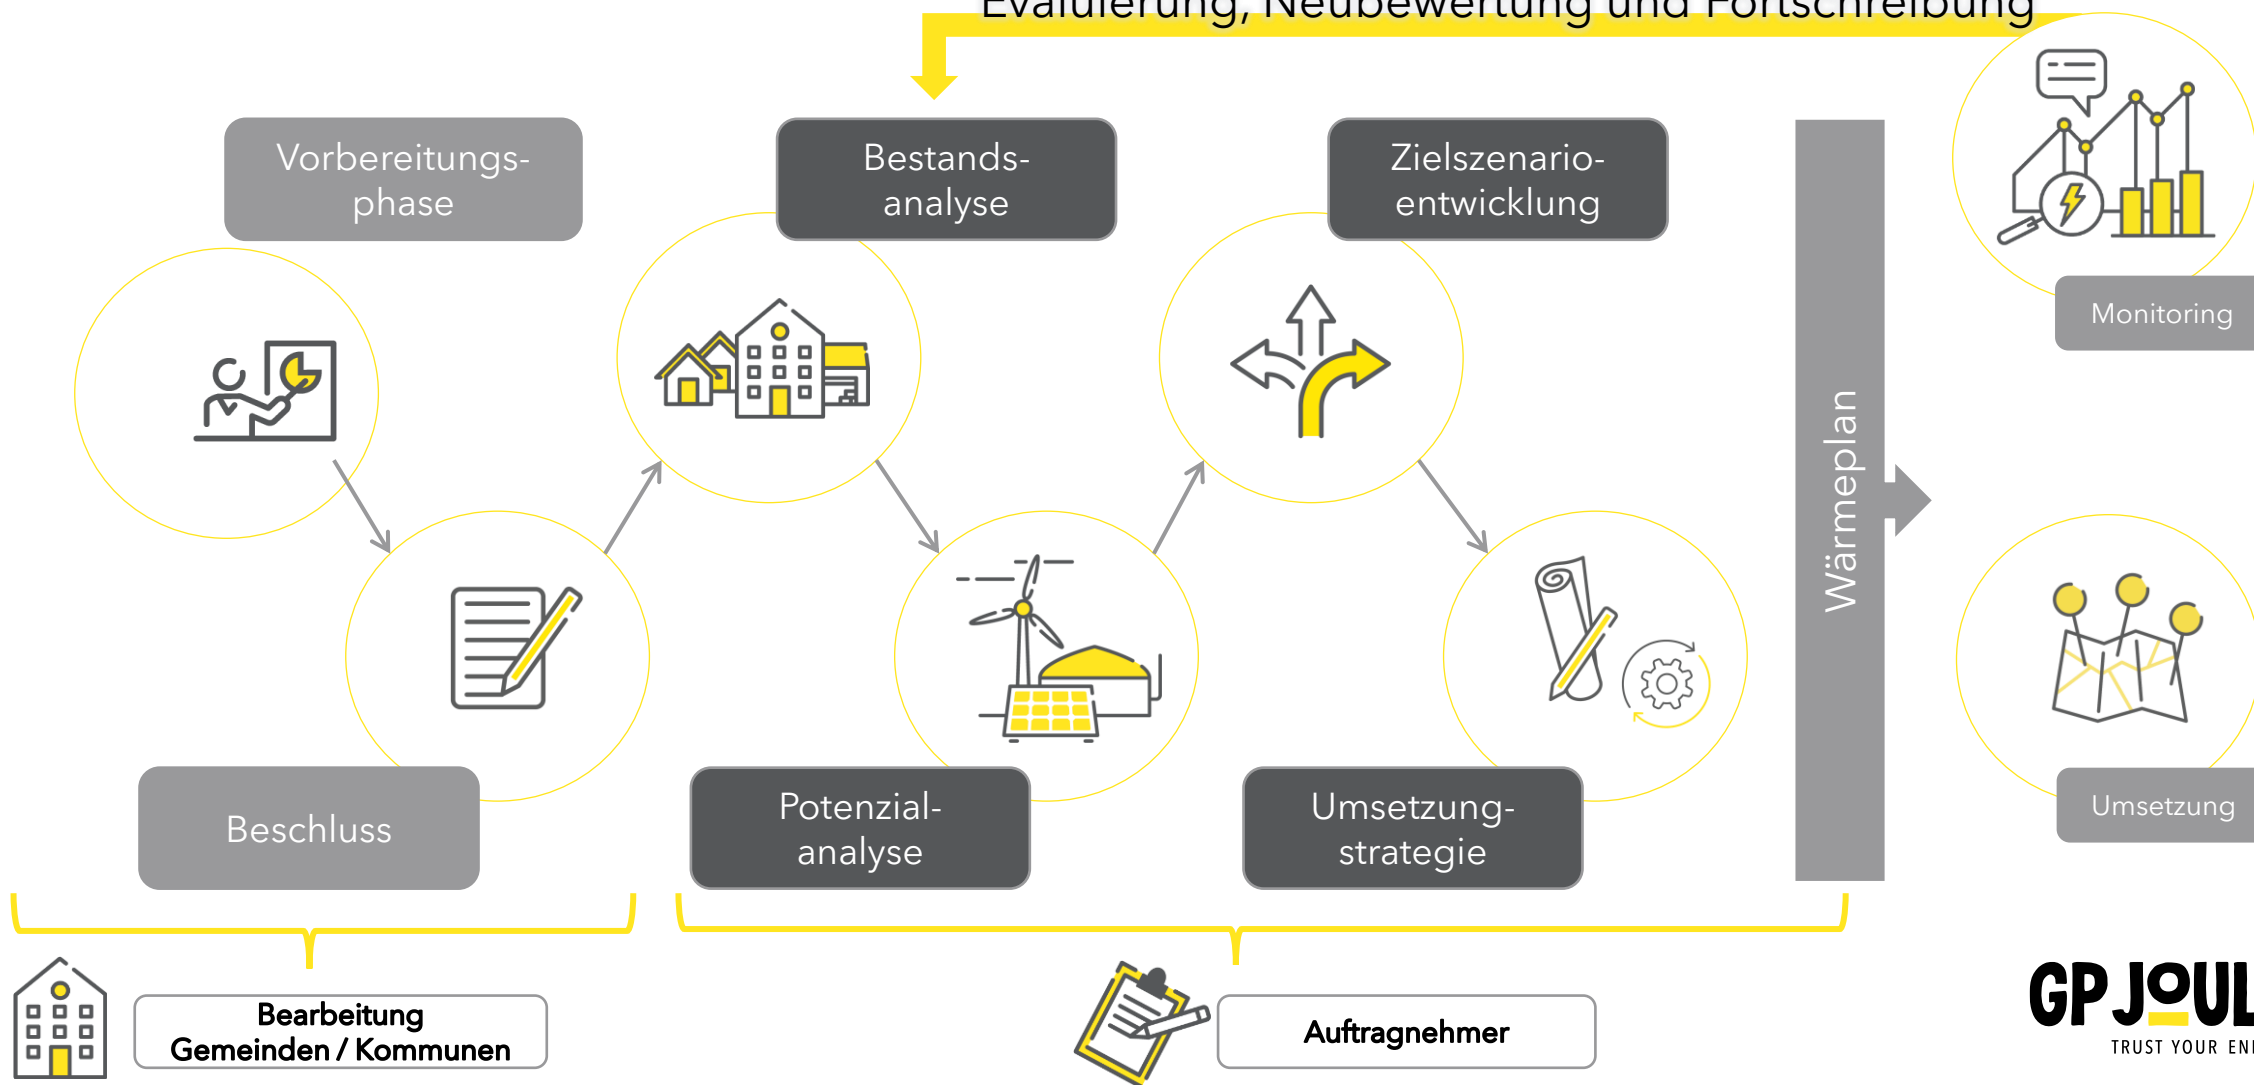 Evaluierung, Neubewertung und Fortschreibung
Vorbereitungs-
phase
Bestands-
analyse
Zielszenario-
entwicklung
Monitoring
Wärmeplan
Beschluss
Potenzial-
analyse
Umsetzung-
strategie
Umsetzung
Bearbeitung
Gemeinden / Kommunen
Auftragnehmer
GP JOUL
TRUST YOUR ENE